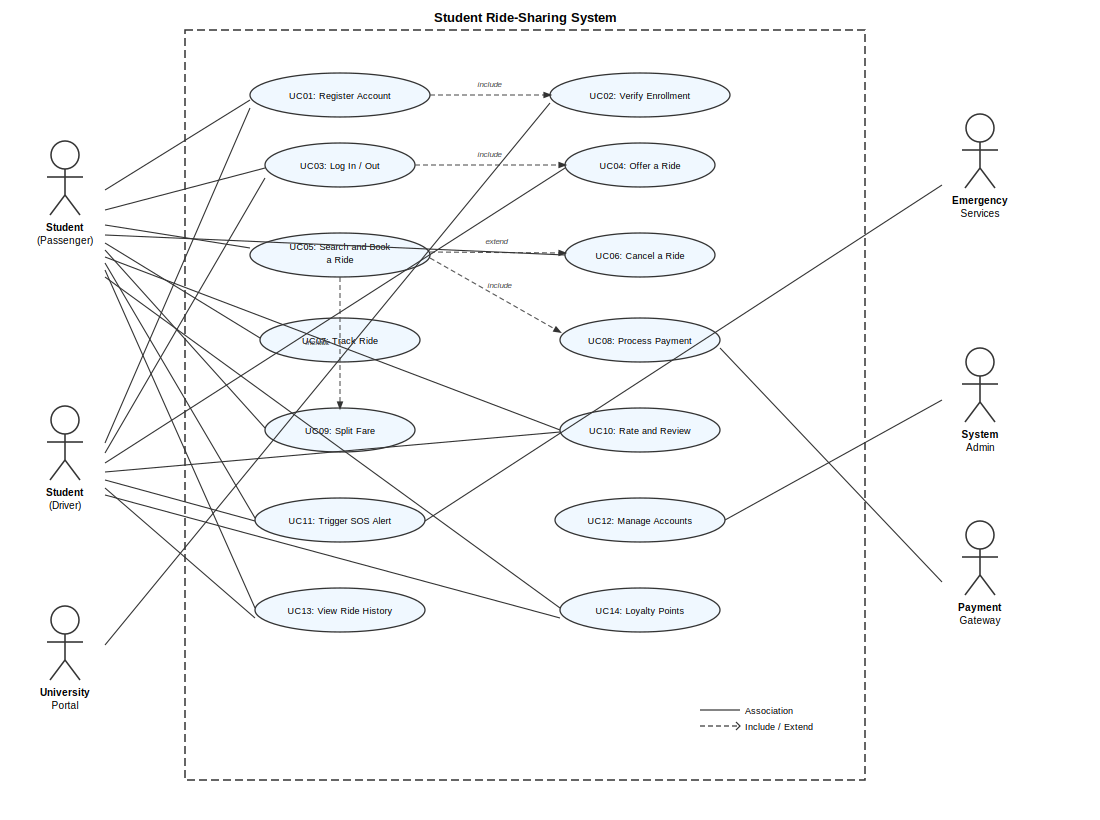 Student Ride-Sharing System
UC01: Register Account
include
UC02: Verify Enrollment
UC03: Log In / Out
include
UC04: Offer a Ride
Student
(Passenger)
Emergency
Services
UC05: Search and Book
a Ride
extend
UC06: Cancel a Ride
include
UC07: Track Ride
UC08: Process Payment
UC09: Split Fare
UC10: Rate and Review
System
Admin
Student
(Driver)
UC11: Trigger SOS Alert
UC12: Manage Accounts
UC13: View Ride History
UC14: Loyalty Points
Payment
Gateway
University
Portal
Association
Include / Extend